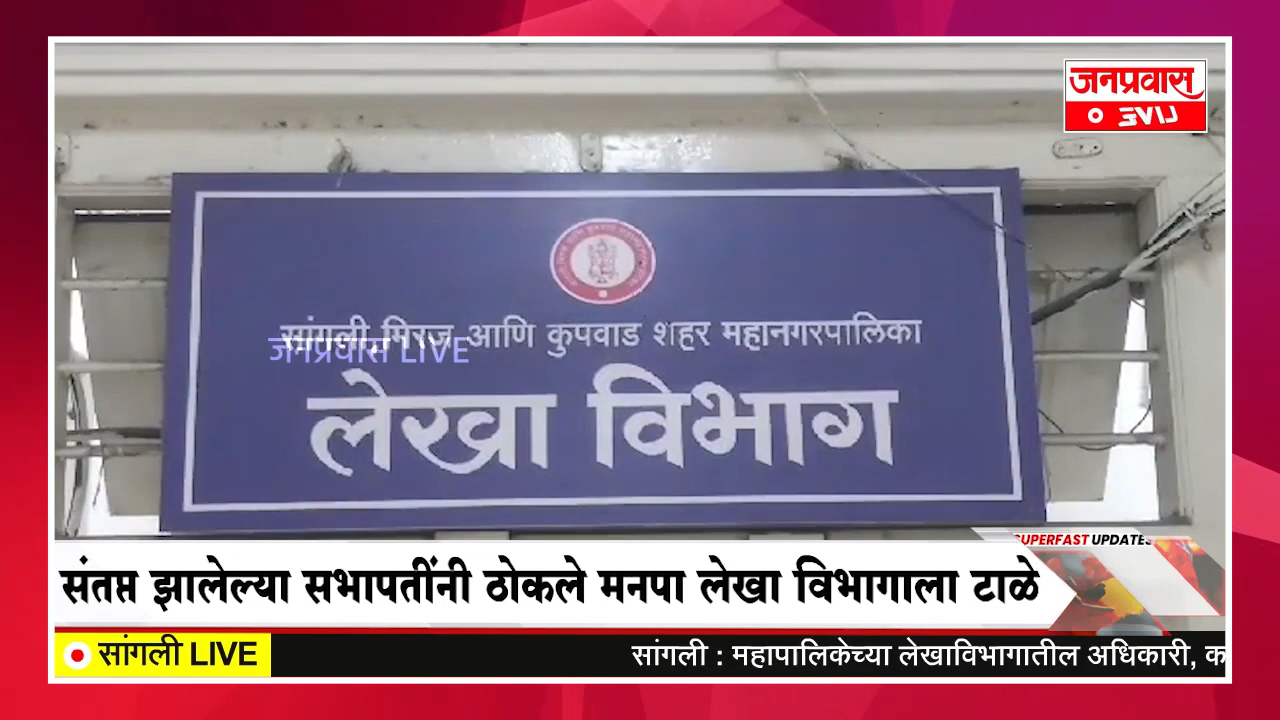 जनप्रवास
LIVE
सांगली, मिरज आणि कुपवाड शहर महानगरपालिका
जनप्रवास LIVE
लेखा विभाग
SUPERFAST UPDATES
संतप्त झालेल्या सभापतींनी ठोकले मनपा लेखा विभागाला टाळे
सांगली LIVE
सांगली : महापालिकेच्या लेखाविभागातील अधिकारी, क